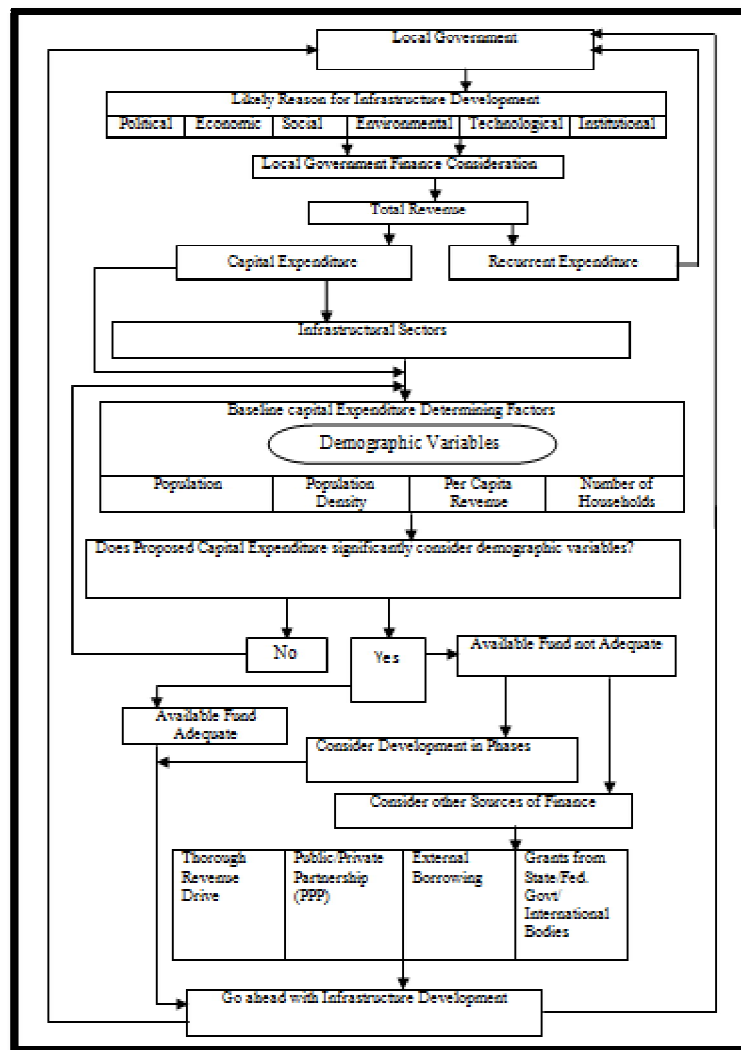 Local Government
Likely Reason for Infrastructure Development
Political Economic Social Environmental Technological Institutional
Local Government Finance Consideration
Total Revenue
Capital Expenditure
Recurrent Expenditure
Infrastructural Sectors
Baseline capital Expenditure Determining Factors
Demographic Variables
Population
Population
Density
Per Capita
Revenue
Number of
Households
Does Proposed Capital Expenditure significantly consider demographic variables?
No
Yes
Available Fund not Adequate
Available Fund
Adequate
Consider Development in Phases
Consider other Sources of Finance
Thorough
Revenue
Drive
Public/Private
Partnership
(PPP)
External
Borrowing
Grants from
State/Fed.
Govt/
International
Bodies
Go ahead with Infrastructure Development